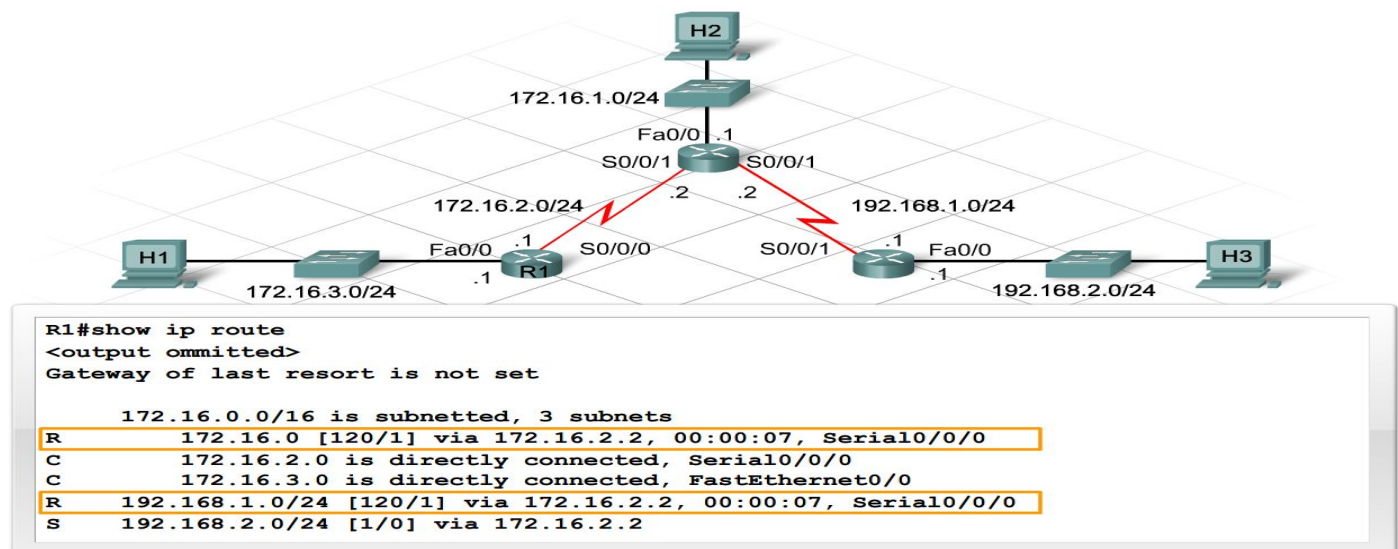 H2
172.16.1.0/24
Fa0/0 .1
S0/0/1 S0/0/1
.2 .2
172.16.2.0/24 192.168.1.0/24
H1 Fa0/0 .1 S0/0/0 S0/0/1 .1 Fa0/0 H3
.1 R1 .1
172.16.3.0/24 192.168.2.0/24
R1#show ip route
<output ommitted>
Gateway of last resort is not set
172.16.0.0/16 is subnetted, 3 subnets
R 172.16.0 [120/1] via 172.16.2.2, 00:00:07, Serial0/0/0
C 172.16.2.0 is directly connected, Serial0/0/0
C 172.16.3.0 is directly connected, FastEthernet0/0
R 192.168.1.0/24 [120/1] via 172.16.2.2, 00:00:07, Serial0/0/0
S 192.168.2.0/24 [1/0] via 172.16.2.2